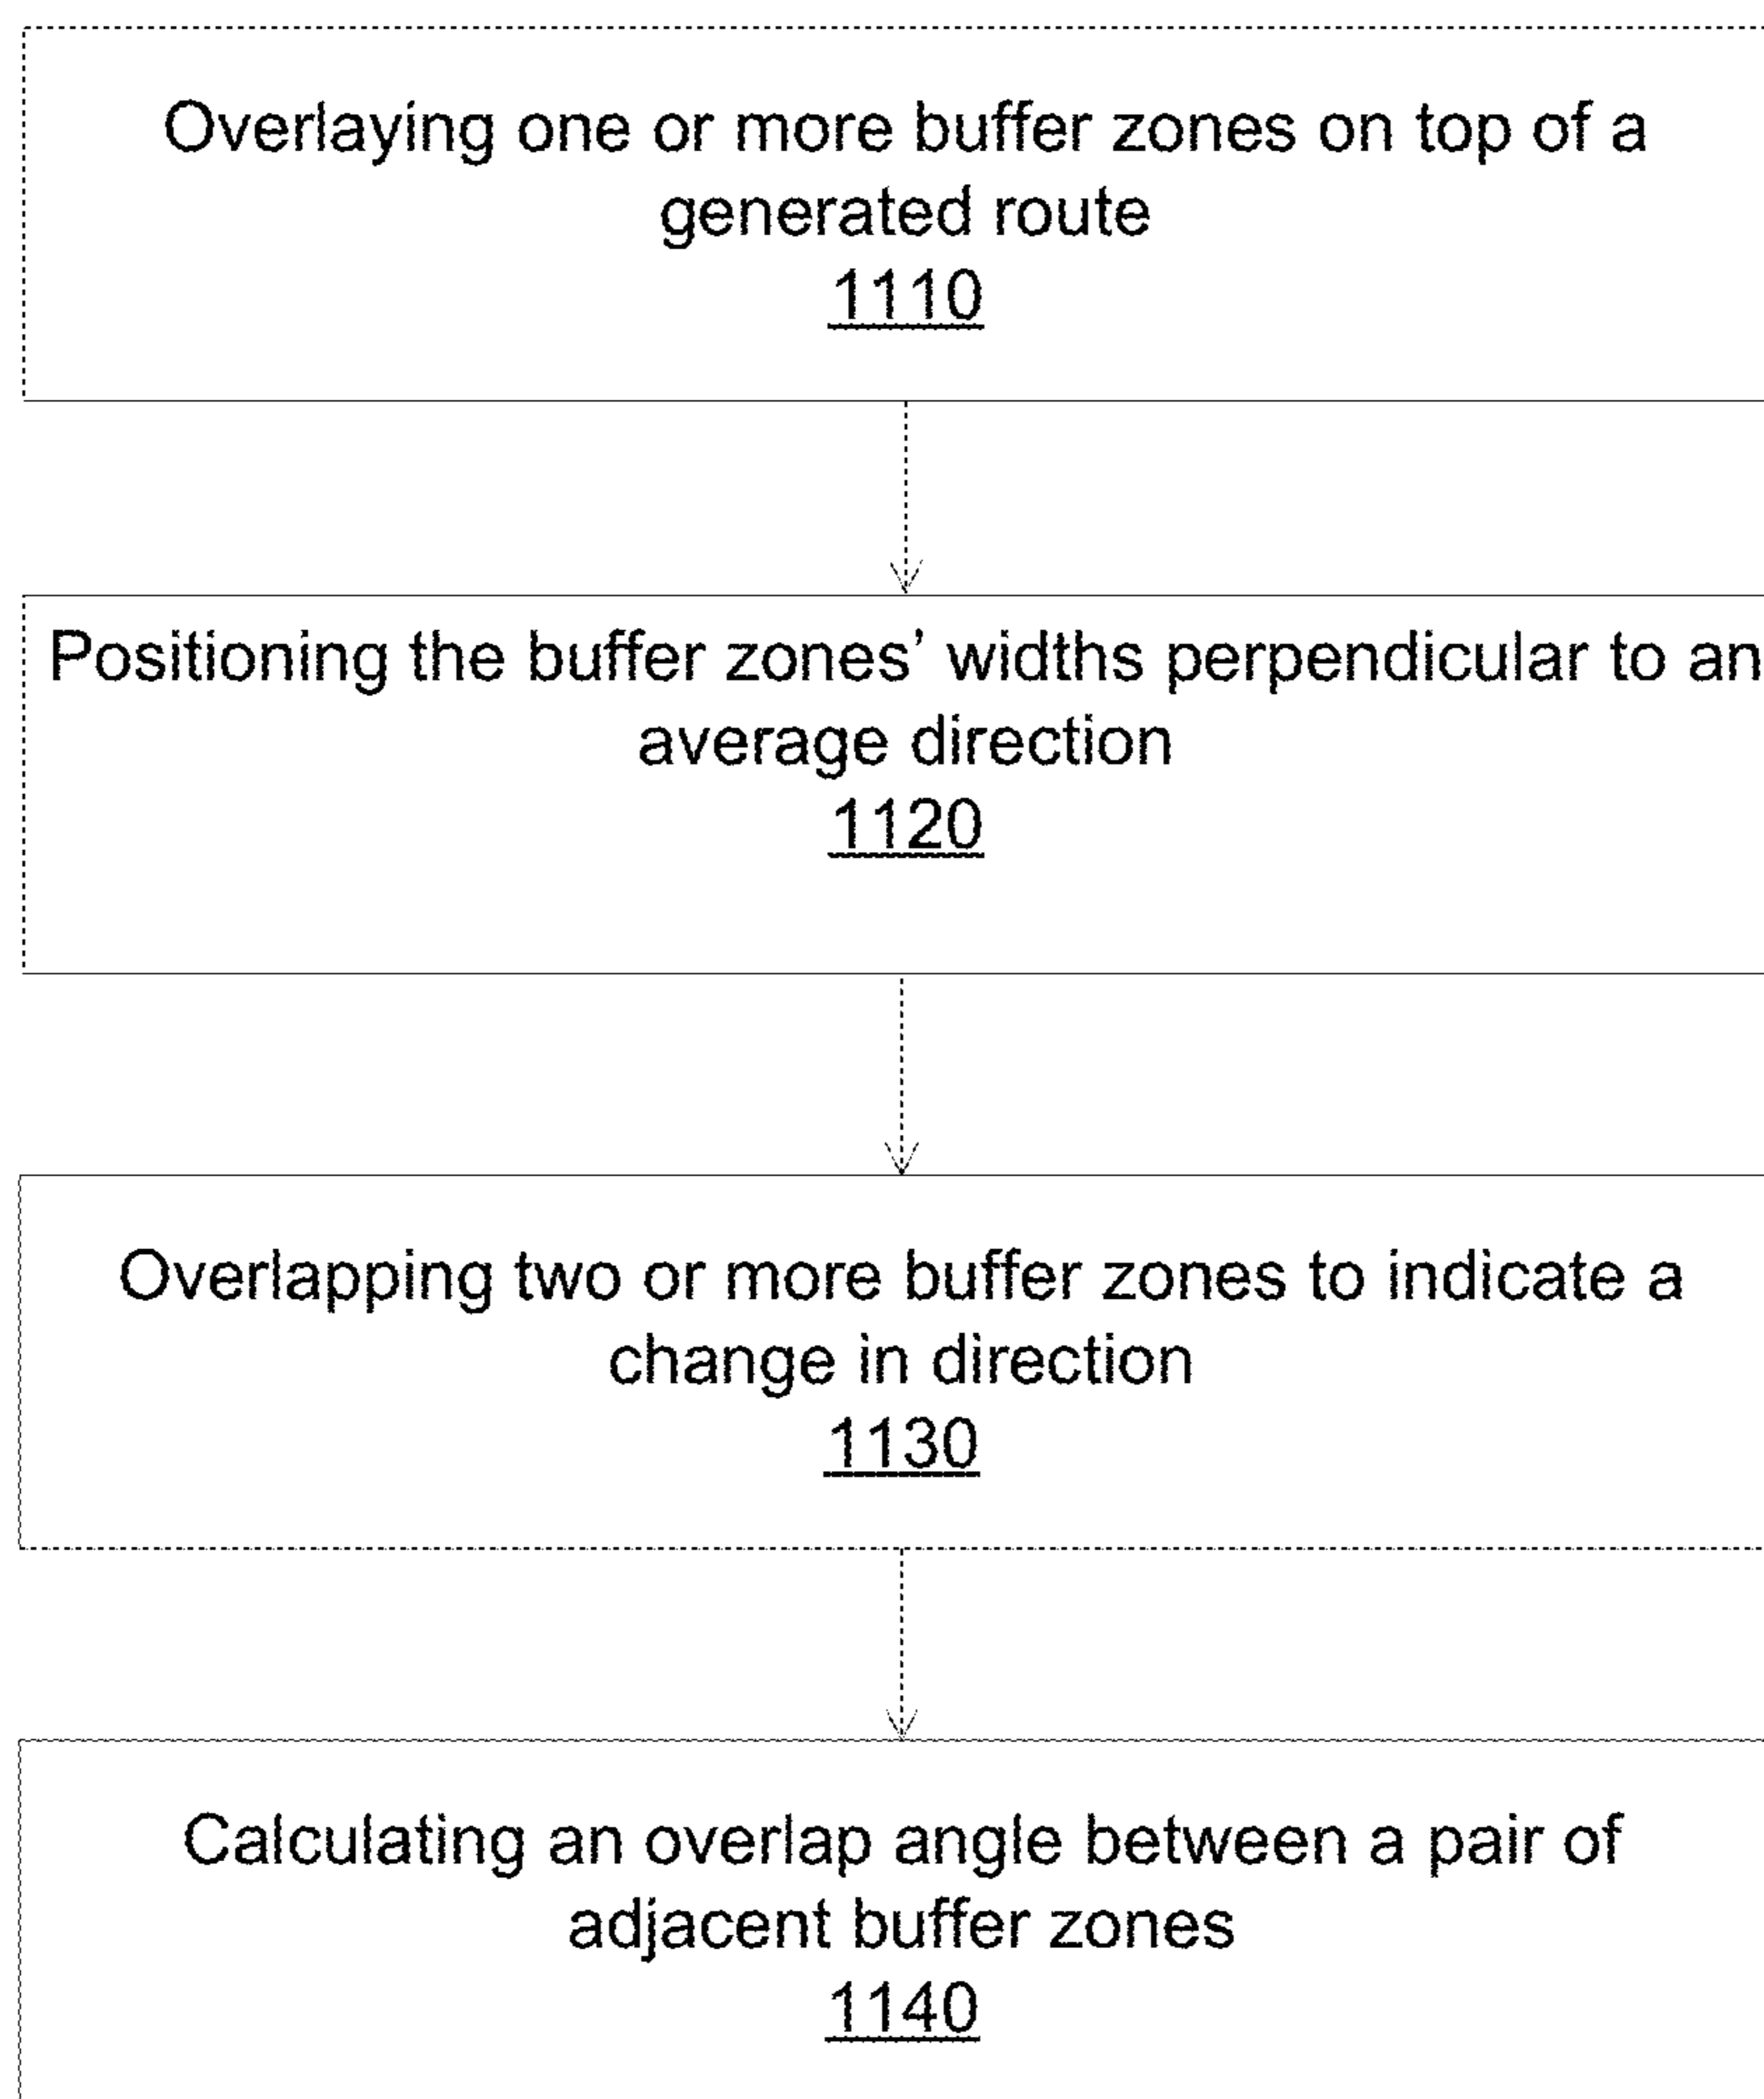 Overlaying one or more buffer zones on top of a
generated route
1110
Positioning the buffer zones’ widths perpendicular to an
average direction
1120
Overlapping two or more buffer zones to indicate a
change in direction
1130
Calculating an overlap angle between a pair of
adjacent buffer zones
1140